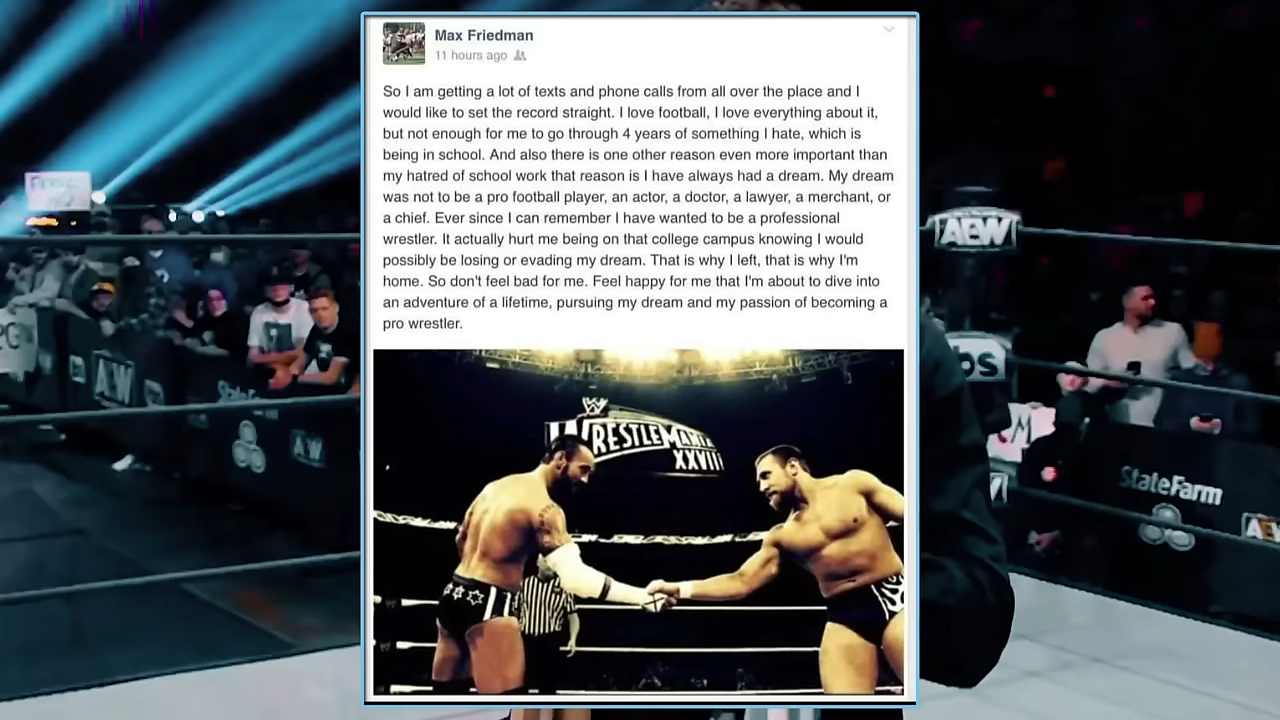 Max Friedman
11 hours ago
So I am getting a lot of texts and phone calls from all over the place and I
would like to set the record straight. I love football, I love everything about it,
but not enough for me to go through 4 years of something I hate, which is
being in school. And also there is one other reason even more important than
my hatred of school work that reason is I have always had a dream. My dream
was not to be a pro football player, an actor, a doctor, a lawyer, a merchant, or
a chief. Ever since I can remember I have wanted to be a professional
wrestler. It actually hurt me being on that college campus knowing I would
possibly be losing or evading my dream. That is why I left, that is why I'm
home. So don't feel bad for me. Feel happy for me that I'm about to dive into
an adventure of a lifetime, pursuing my dream and my passion of becoming a
pro wrestler.
W
WRESTLEMANIA
XXVIII
AEW
AEW
bs
M
StateFarm
AEW